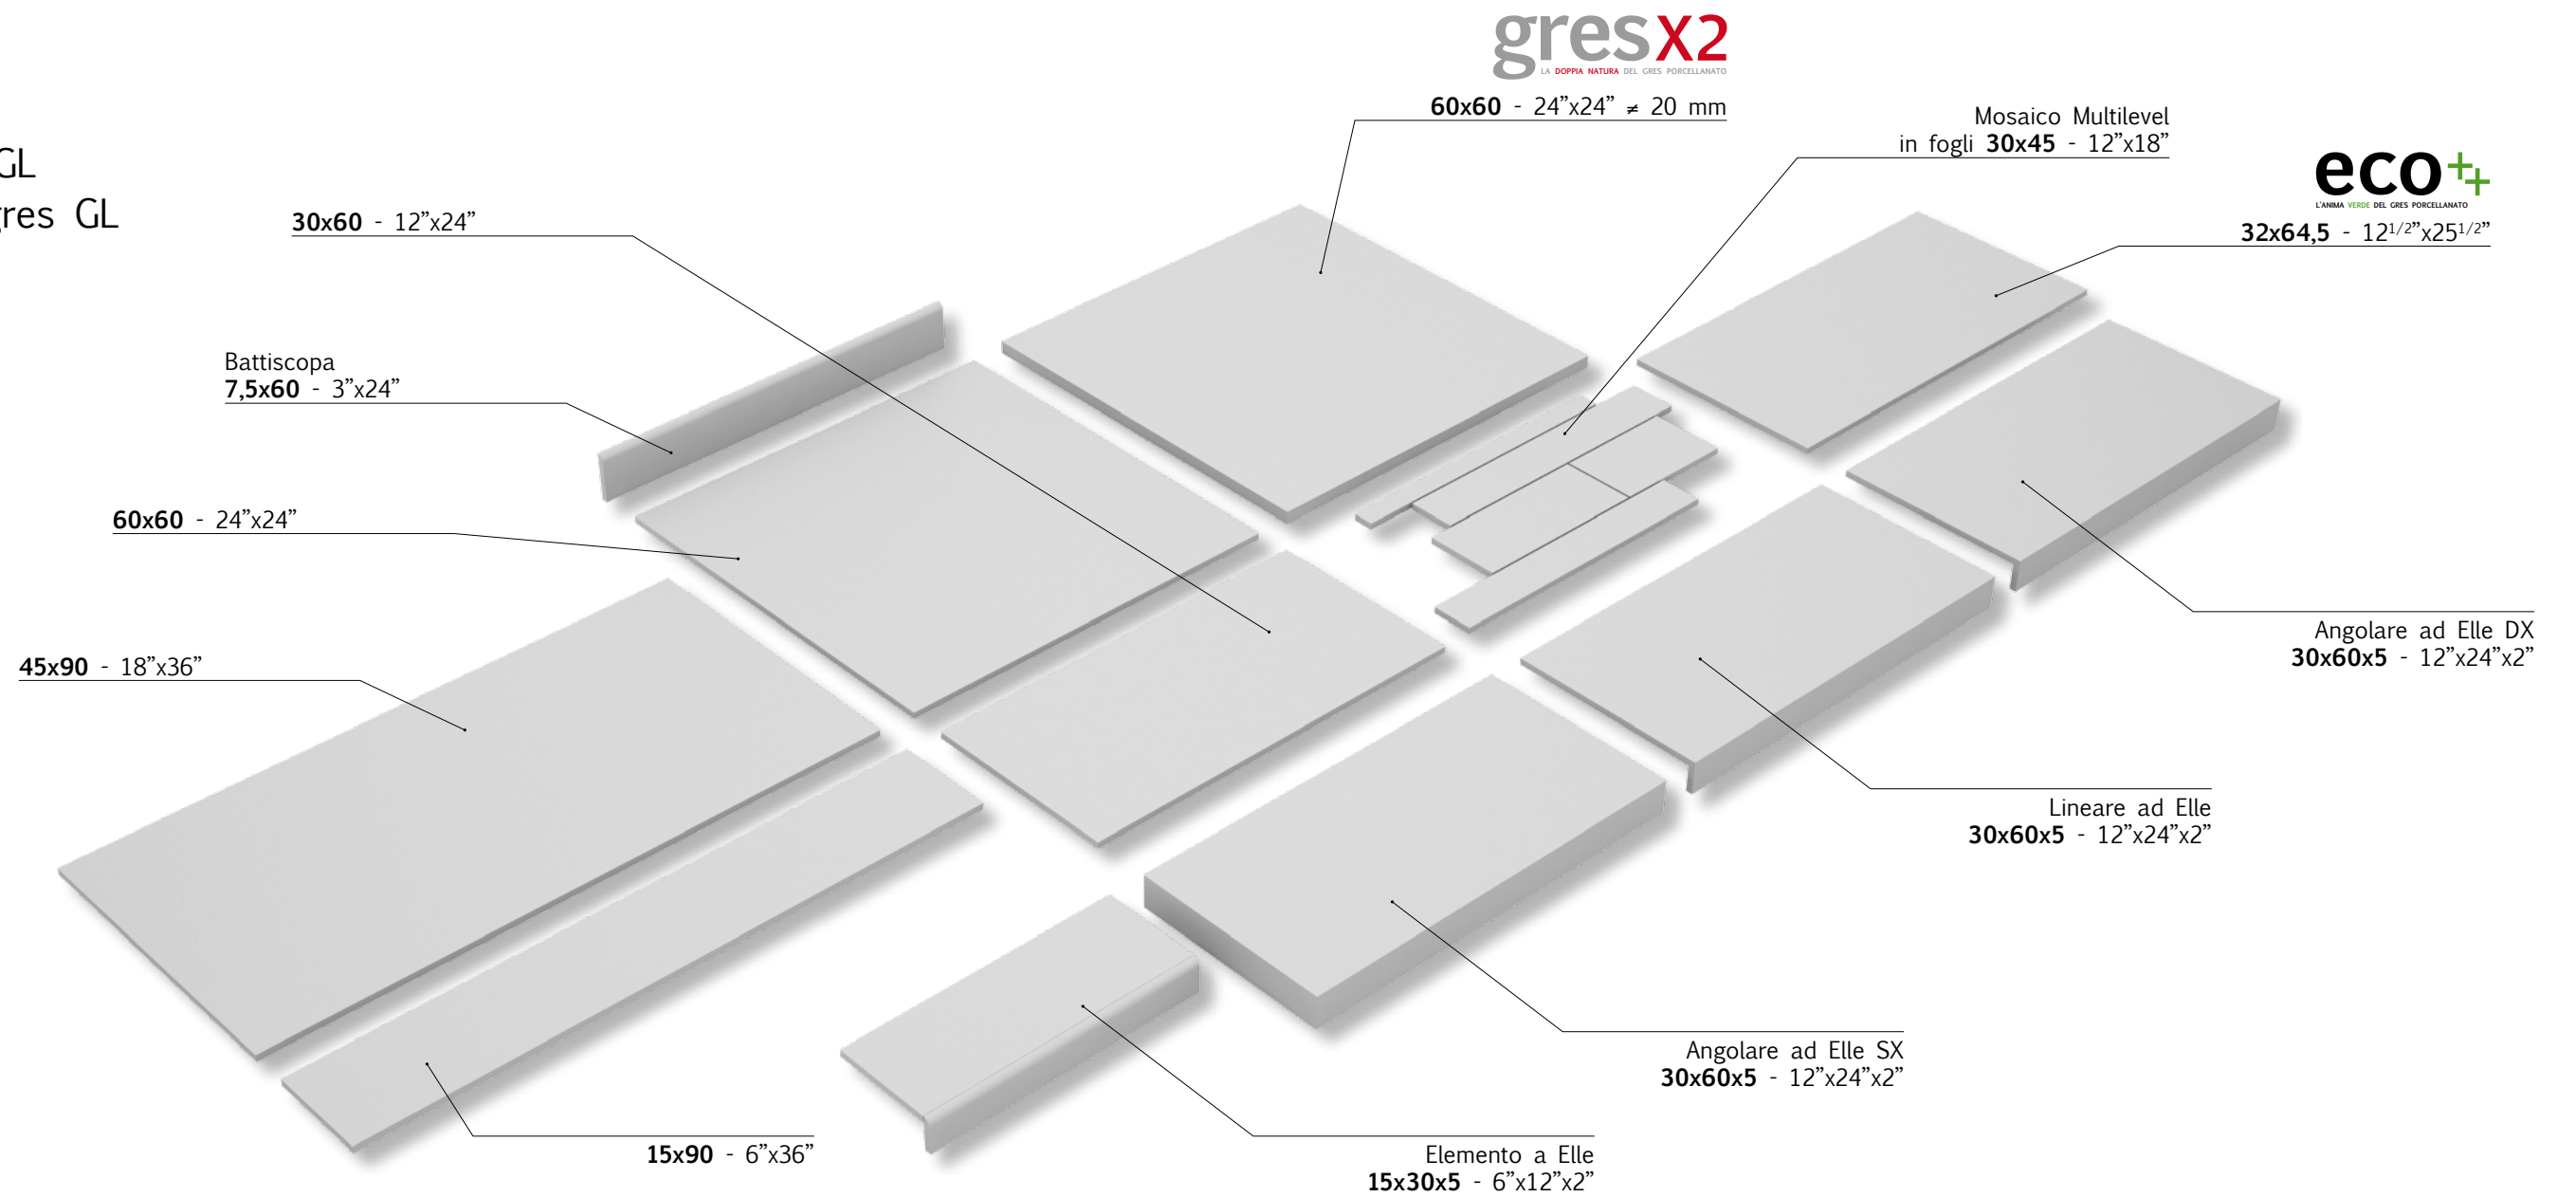 gresx2
LA DOPPIA NATURA DEL GRES PORCELLANATO
60x60 - 24”x24” ≠ 20 mm
Mosaico Multilevel
in fogli 30x45 - 12”x18”
eco++
L'ANIMA VERDE DEL GRES PORCELLANATO
32x64,5 - 12 1/2”x25 1/2”
GL
gres GL
30x60 - 12”x24”
Battiscopa
7,5x60 - 3”x24”
60x60 - 24”x24”
45x90 - 18”x36”
Angolare ad Elle DX
30x60x5 - 12”x24”x2”
Lineare ad Elle
30x60x5 - 12”x24”x2”
Angolare ad Elle SX
30x60x5 - 12”x24”x2”
15x90 - 6”x36”
Elemento a Elle
15x30x5 - 6”x12”x2”